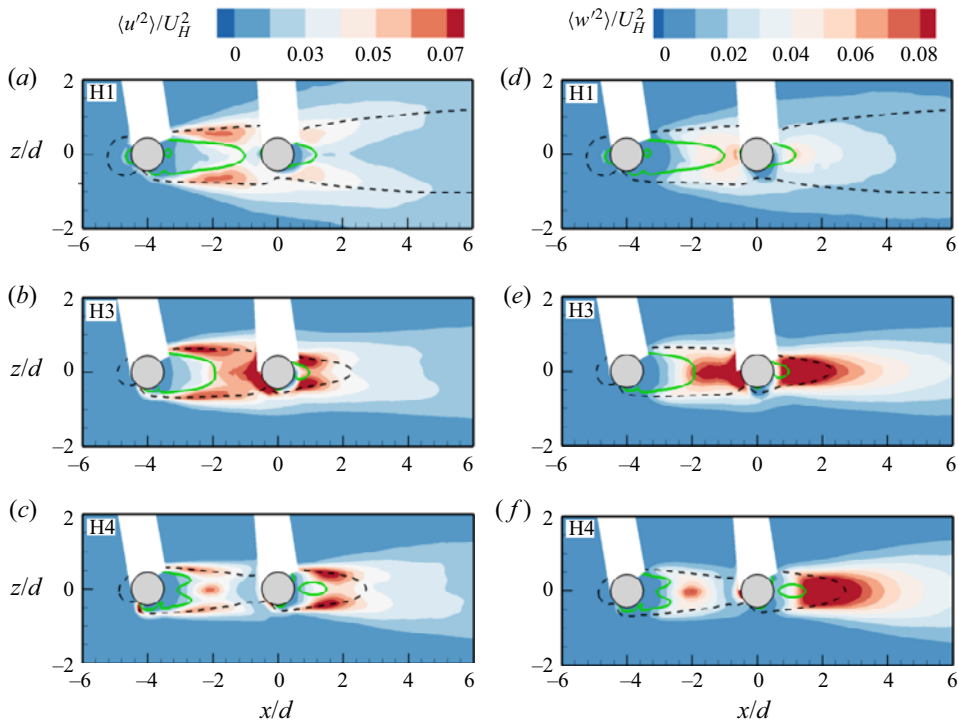 ⟨u′²⟩/U_H² 0 0.03 0.05 0.07
⟨w′²⟩/U_H² 0 0.02 0.04 0.06 0.08
(a) H1
2
z/d 0
−2
−6 −4 −2 0 2 4 6
(d) H1
2
0
−2
−6 −4 −2 0 2 4 6
(b) H3
2
z/d 0
−2
−6 −4 −2 0 2 4 6
(e) H3
2
0
−2
−6 −4 −2 0 2 4 6
(c) H4
2
z/d 0
−2
−6 −4 −2 0 2 4 6
x/d
(f) H4
2
0
−2
−6 −4 −2 0 2 4 6
x/d